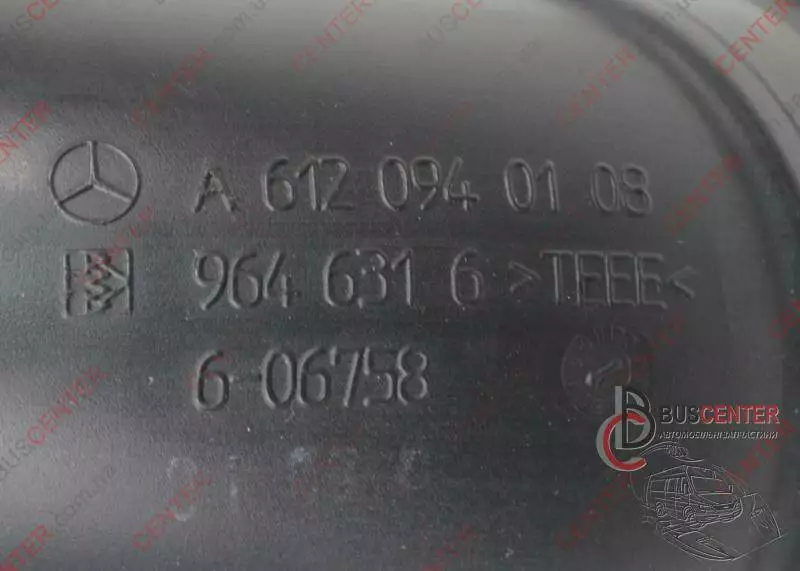 A 612 094 01 08
964 631 6 >TEEE<
6 06758
BUSCENTER
АВТОМОБІЛЬНІ ЗАПЧАСТИНИ